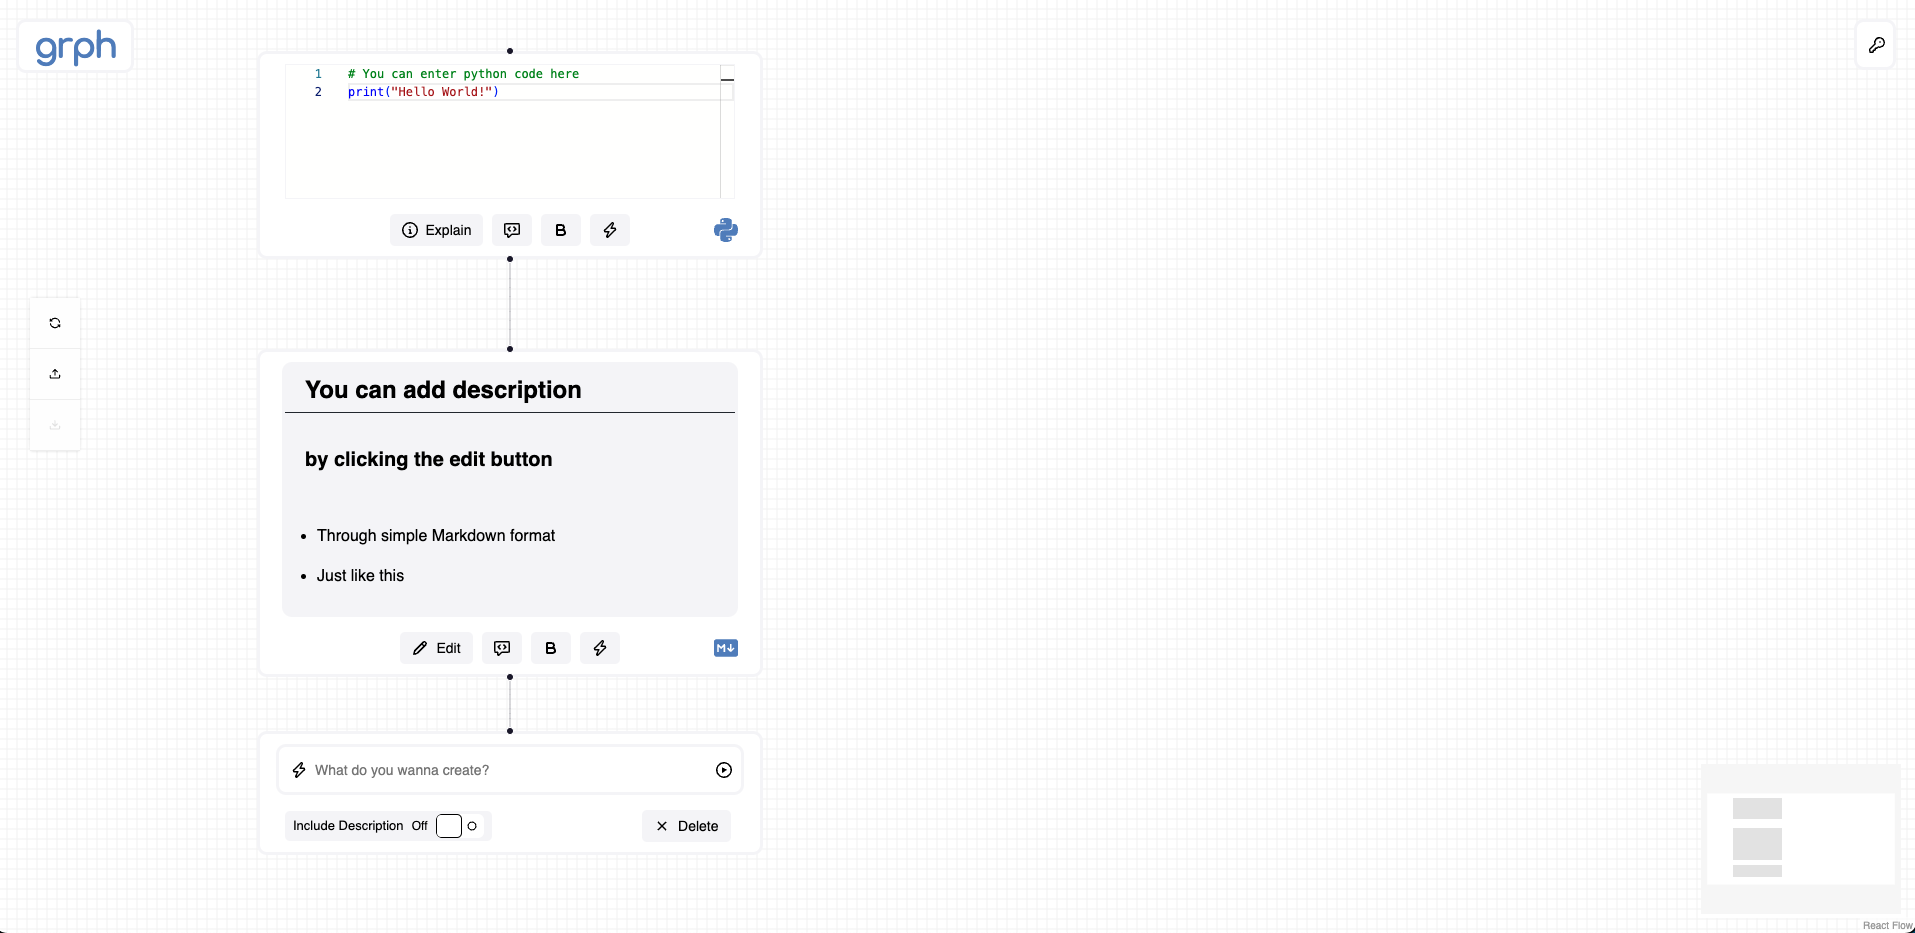 grph
1 # You can enter python code here
2 print("Hello World!")
Explain
B
You can add description
by clicking the edit button
• Through simple Markdown format
• Just like this
Edit
B
M↓
What do you wanna create?
Include Description Off
Delete
React Flow